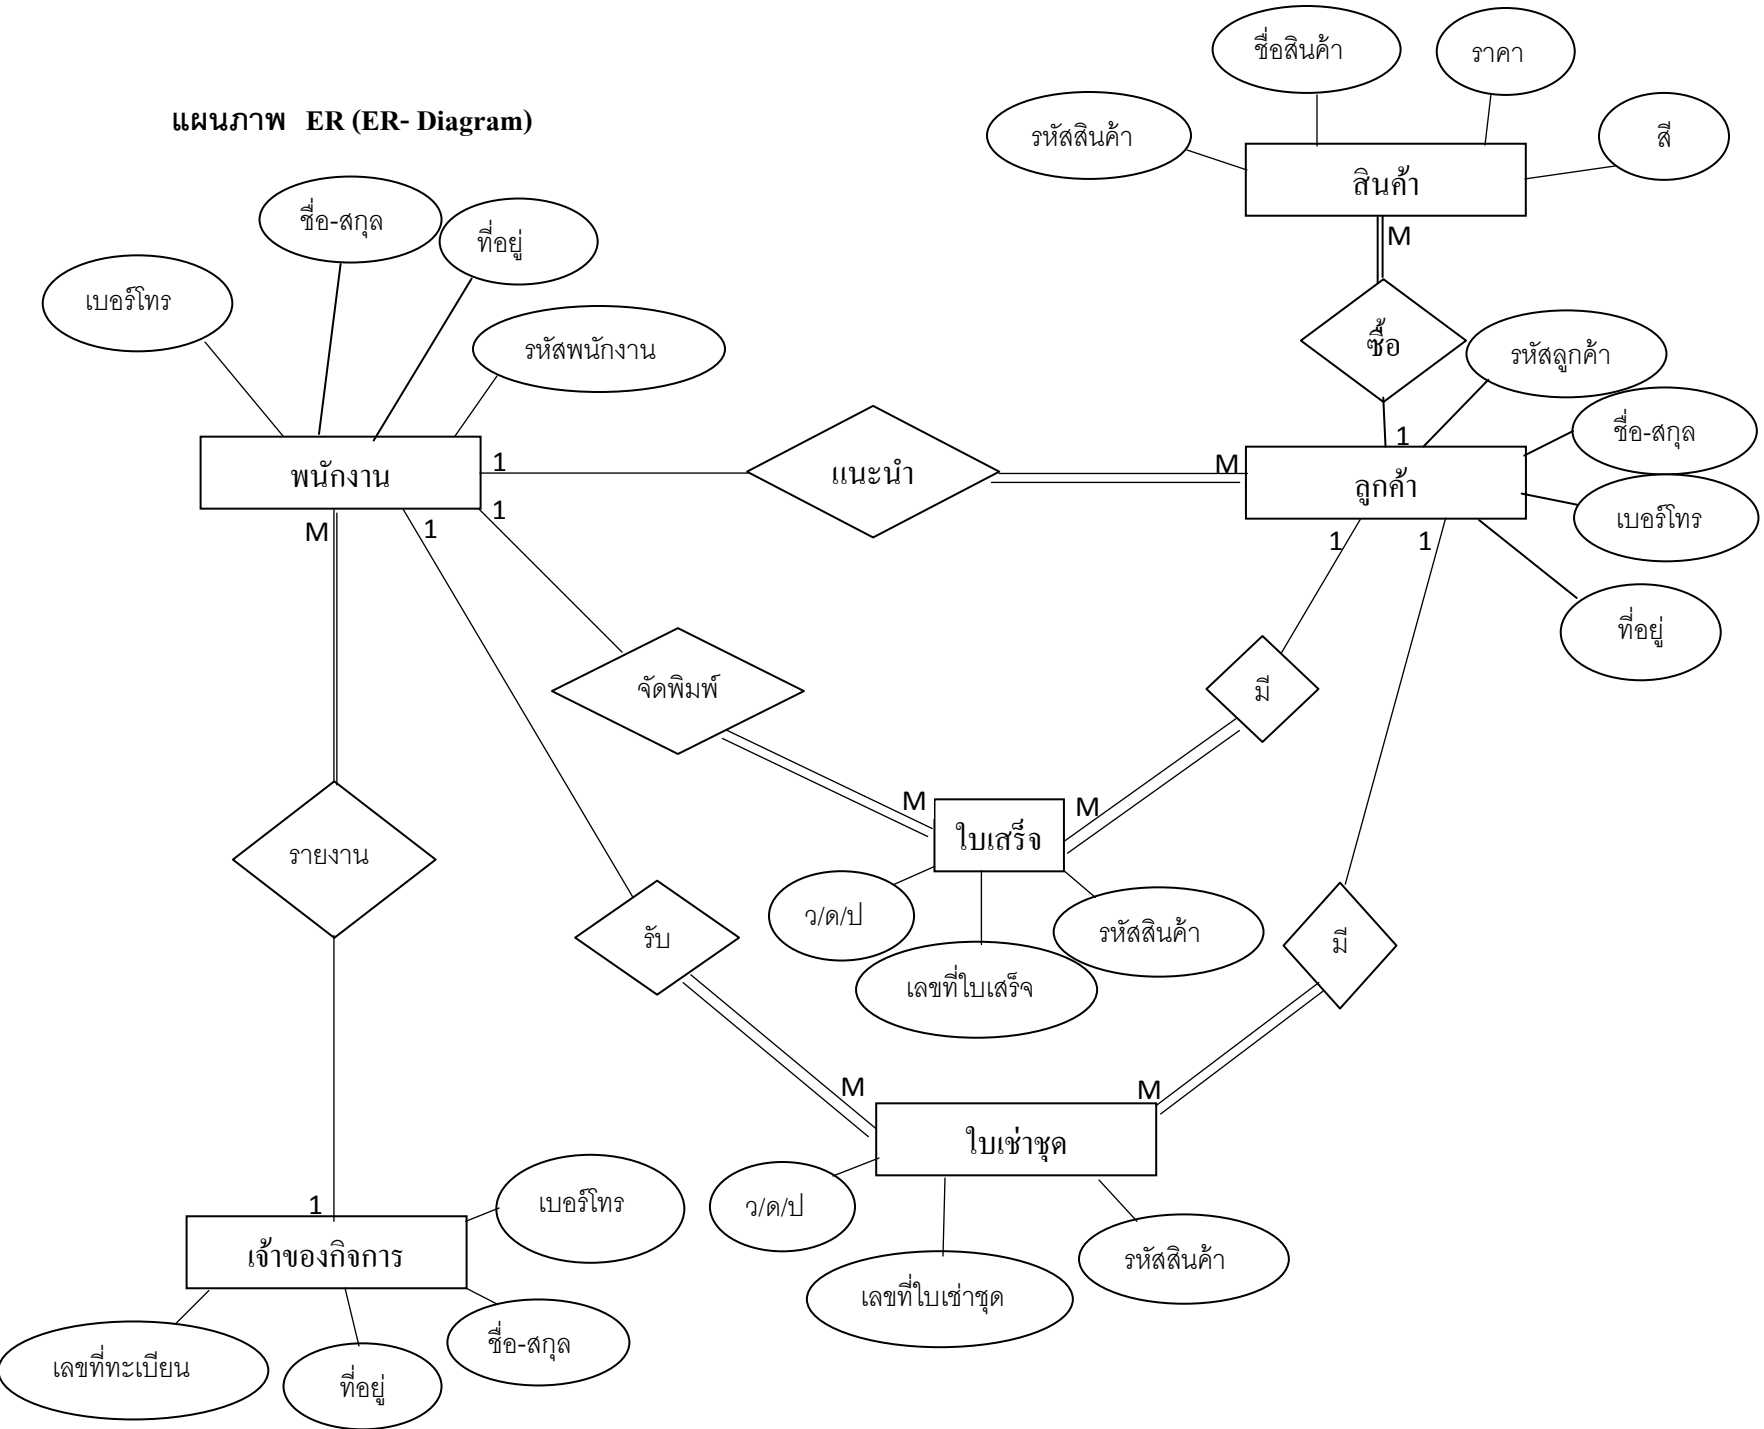 ชื่อสินค้า
ราคา
แผนภาพ ER (ER- Diagram)
รหัสสินค้า
สี
สินค้า
ชื่อ-สกุล
ที่อยู่
M
เบอร์โทร
รหัสพนักงาน
ซื้อ
รหัสลูกค้า
1
ชื่อ-สกุล
พนักงาน
1
แนะนำ
M
ลูกค้า
เบอร์โทร
M
1
1
1
1
ที่อยู่
จัดพิมพ์
มี
M
M
ใบเสร็จ
รายงาน
ว/ด/ป
รหัสสินค้า
รับ
มี
เลขที่ใบเสร็จ
M
M
ใบเช่าชุด
1
เบอร์โทร
ว/ด/ป
เจ้าของกิจการ
รหัสสินค้า
เลขที่ใบเช่าชุด
ชื่อ-สกุล
เลขที่ทะเบียน
ที่อยู่